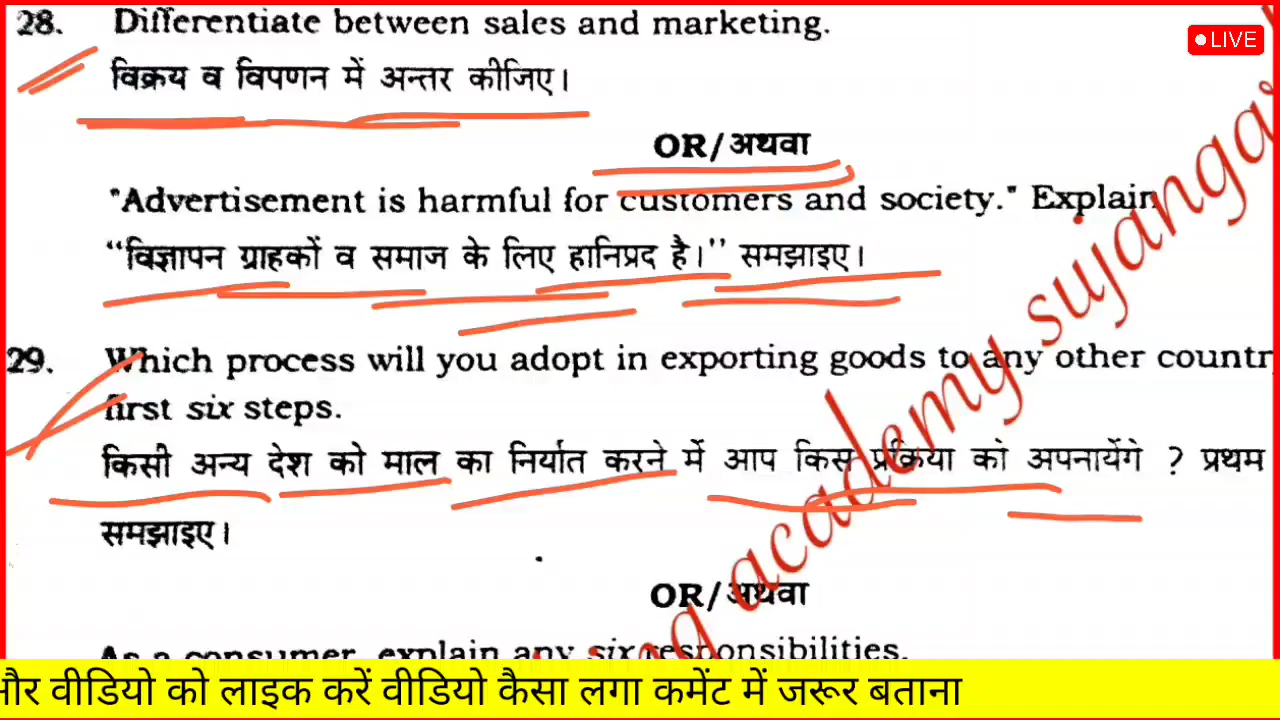 28. Differentiate between sales and marketing.
LIVE
विक्रय व विपणन में अन्तर कीजिए।
OR/अथवा
"Advertisement is harmful for customers and society." Explain
“विज्ञापन ग्राहकों व समाज के लिए हानिप्रद है।’’ समझाइए।
29. Which process will you adopt in exporting goods to any other countr
first six steps.
किसी अन्य देश को माल का निर्यात करने में आप किस प्रक्रिया को अपनायेंगे ? प्रथम
समझाइए।
OR/अथवा
As a consumer, explain any six responsibilities.
academy sujangar
और वीडियो को लाइक करें वीडियो कैसा लगा कमेंट में जरूर बताना